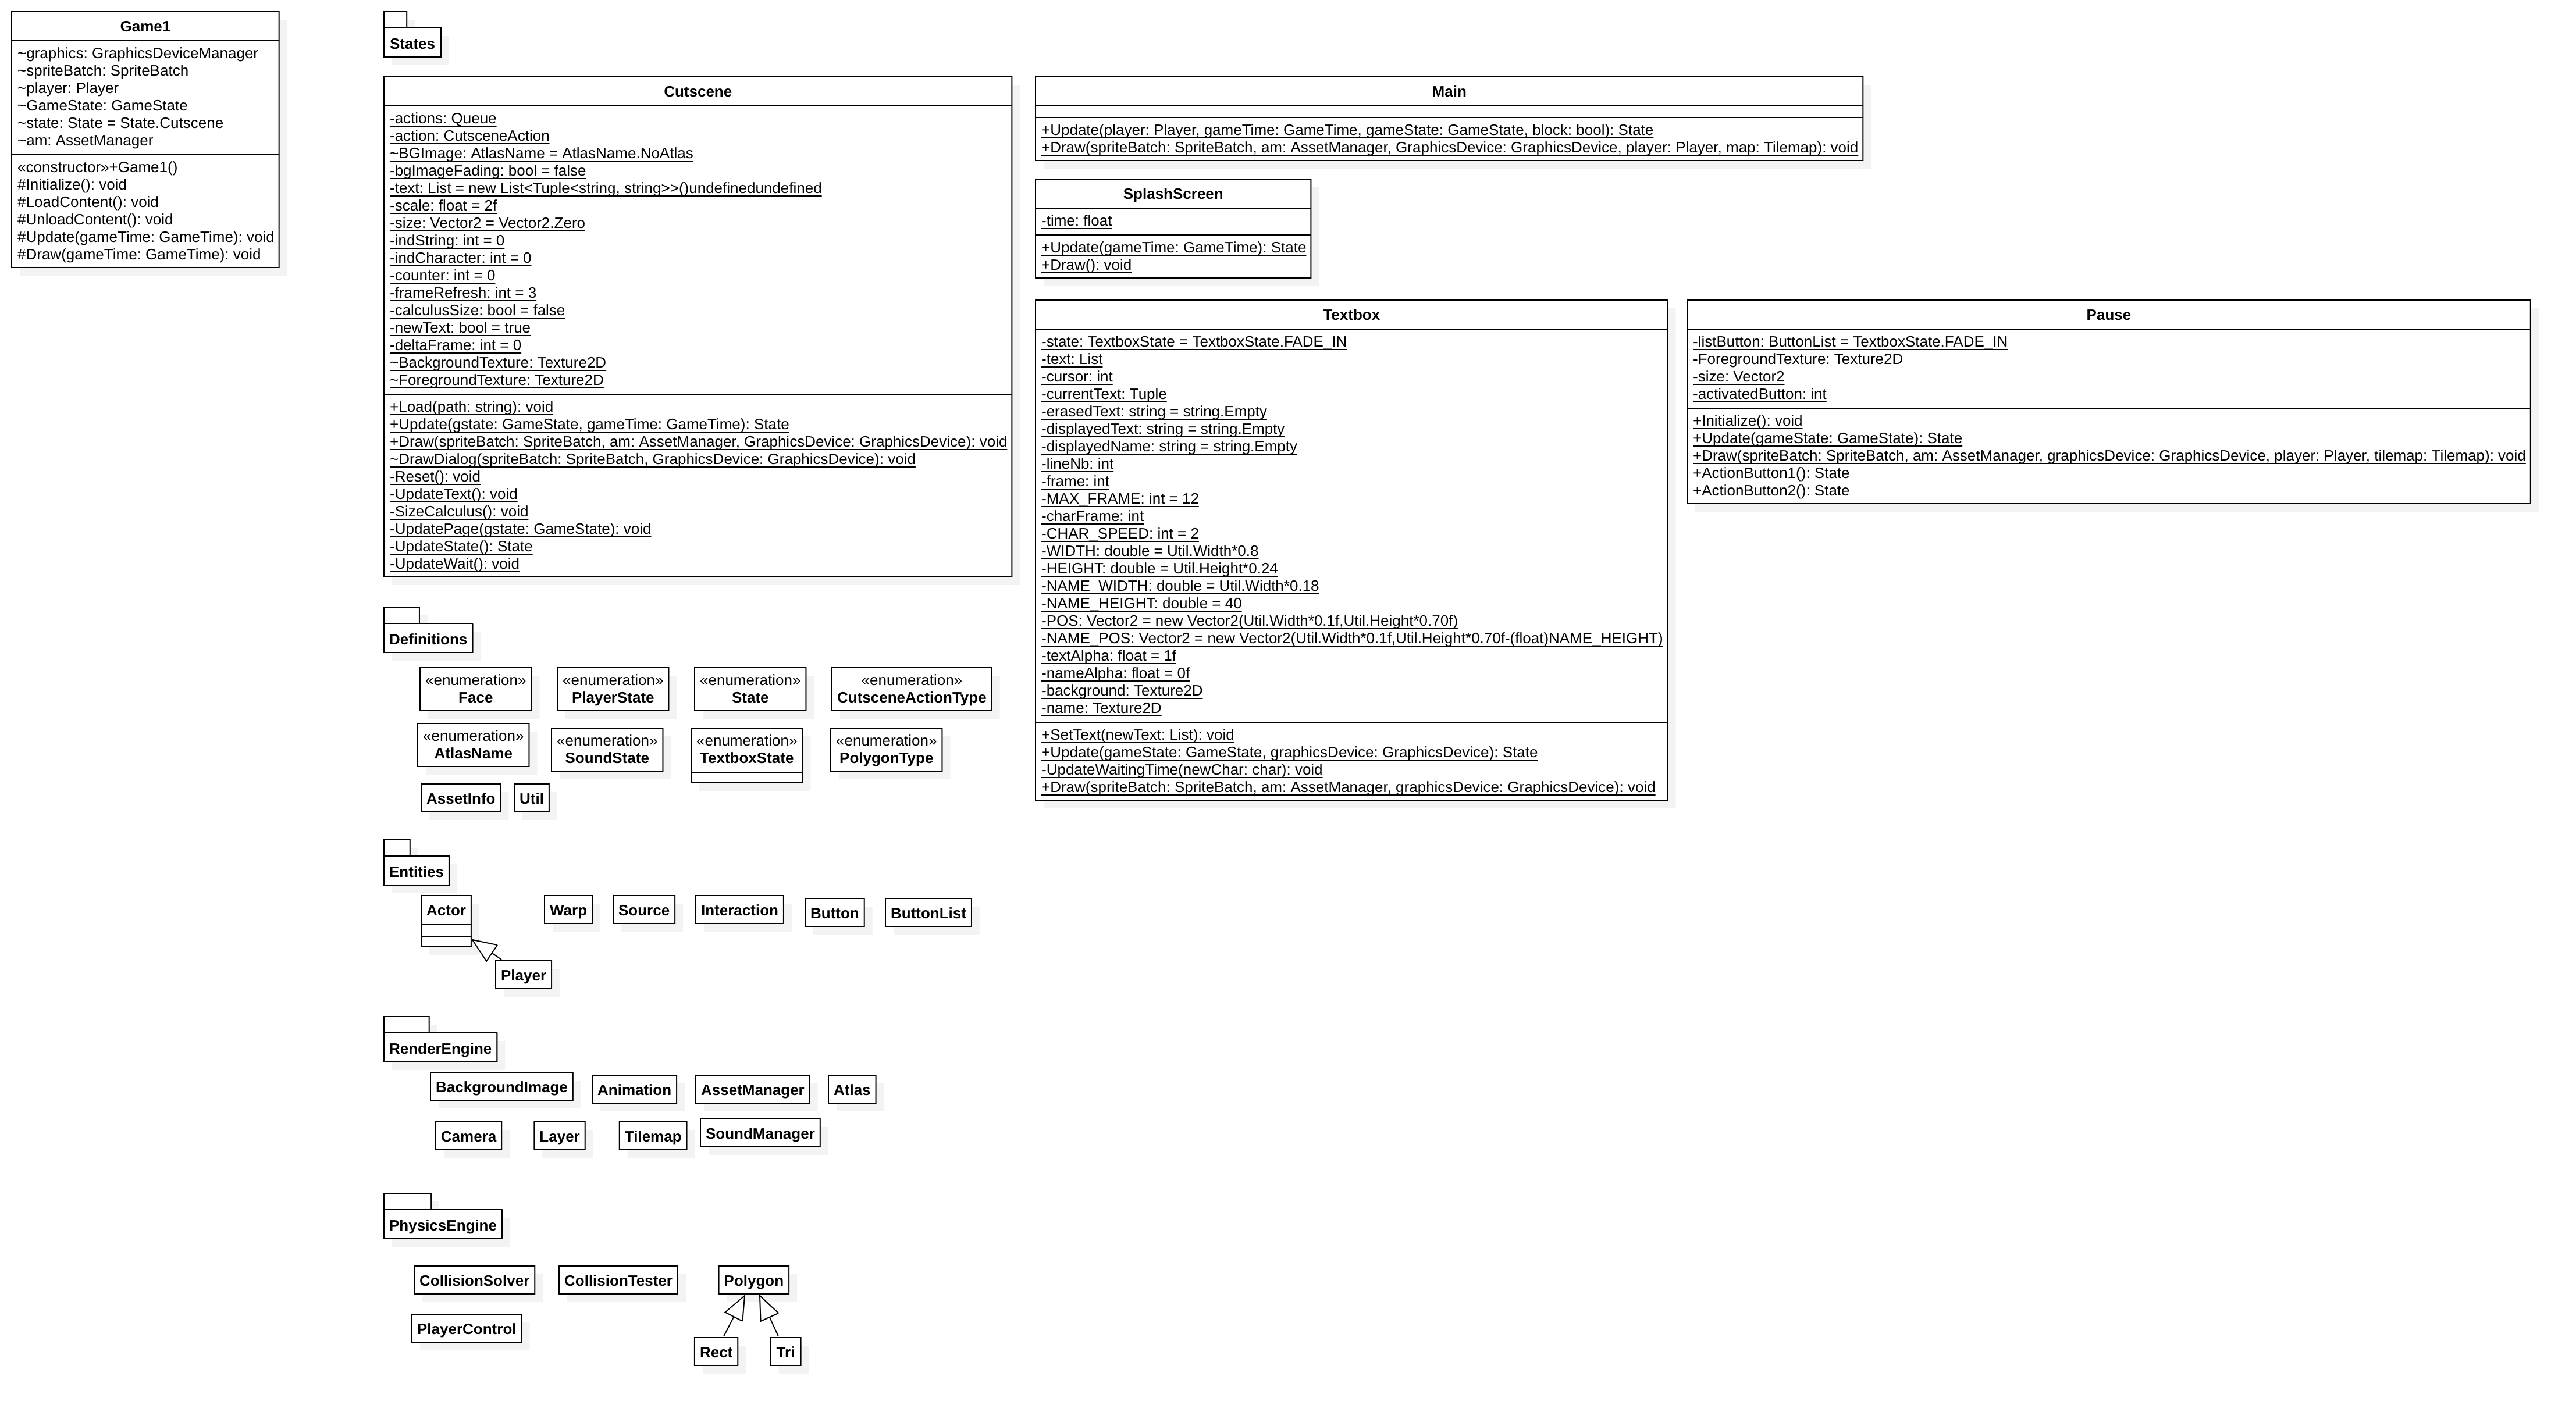 Game1
~graphics: GraphicsDeviceManager
~spriteBatch: SpriteBatch
~player: Player
~GameState: GameState
~state: State = State.Cutscene
~am: AssetManager
«constructor»+Game1()
#Initialize(): void
#LoadContent(): void
#UnloadContent(): void
#Update(gameTime: GameTime): void
#Draw(gameTime: GameTime): void
States
Cutscene
-actions: Queue
-action: CutsceneAction
~BGImage: AtlasName = AtlasName.NoAtlas
-bgImageFading: bool = false
-text: List = new List<Tuple<string, string>>()undefinedundefined
-scale: float = 2f
-size: Vector2 = Vector2.Zero
-indString: int = 0
-indCharacter: int = 0
-counter: int = 0
-frameRefresh: int = 3
-calculusSize: bool = false
-newText: bool = true
-deltaFrame: int = 0
~BackgroundTexture: Texture2D
~ForegroundTexture: Texture2D
+Load(path: string): void
+Update(gstate: GameState, gameTime: GameTime): State
+Draw(spriteBatch: SpriteBatch, am: AssetManager, GraphicsDevice: GraphicsDevice): void
~DrawDialog(spriteBatch: SpriteBatch, GraphicsDevice: GraphicsDevice): void
-Reset(): void
-UpdateText(): void
-SizeCalculus(): void
-UpdatePage(gstate: GameState): void
-UpdateState(): State
-UpdateWait(): void
Main
+Update(player: Player, gameTime: GameTime, gameState: GameState, block: bool): State
+Draw(spriteBatch: SpriteBatch, am: AssetManager, GraphicsDevice: GraphicsDevice, player: Player, map: Tilemap): void
SplashScreen
-time: float
+Update(gameTime: GameTime): State
+Draw(): void
Textbox
-state: TextboxState = TextboxState.FADE_IN
-text: List
-cursor: int
-currentText: Tuple
-erasedText: string = string.Empty
-displayedText: string = string.Empty
-displayedName: string = string.Empty
-lineNb: int
-frame: int
-MAX_FRAME: int = 12
-charFrame: int
-CHAR_SPEED: int = 2
-WIDTH: double = Util.Width*0.8
-HEIGHT: double = Util.Height*0.24
-NAME_WIDTH: double = Util.Width*0.18
-NAME_HEIGHT: double = 40
-POS: Vector2 = new Vector2(Util.Width*0.1f,Util.Height*0.70f)
-NAME_POS: Vector2 = new Vector2(Util.Width*0.1f,Util.Height*0.70f-(float)NAME_HEIGHT)
-textAlpha: float = 1f
-nameAlpha: float = 0f
-background: Texture2D
-name: Texture2D
+SetText(newText: List): void
+Update(gameState: GameState, graphicsDevice: GraphicsDevice): State
-UpdateWaitingTime(newChar: char): void
+Draw(spriteBatch: SpriteBatch, am: AssetManager, graphicsDevice: GraphicsDevice): void
Pause
-listButton: ButtonList = TextboxState.FADE_IN
-ForegroundTexture: Texture2D
-size: Vector2
-activatedButton: int
+Initialize(): void
+Update(gameState: GameState): State
+Draw(spriteBatch: SpriteBatch, am: AssetManager, graphicsDevice: GraphicsDevice, player: Player, tilemap: Tilemap): void
+ActionButton1(): State
+ActionButton2(): State
Definitions
«enumeration»
Face
«enumeration»
PlayerState
«enumeration»
State
«enumeration»
CutsceneActionType
«enumeration»
AtlasName
«enumeration»
SoundState
«enumeration»
TextboxState
«enumeration»
PolygonType
AssetInfo
Util
Entities
Actor
Warp
Source
Interaction
Button
ButtonList
Player
RenderEngine
BackgroundImage
Animation
AssetManager
Atlas
Camera
Layer
Tilemap
SoundManager
PhysicsEngine
CollisionSolver
CollisionTester
Polygon
PlayerControl
Rect
Tri